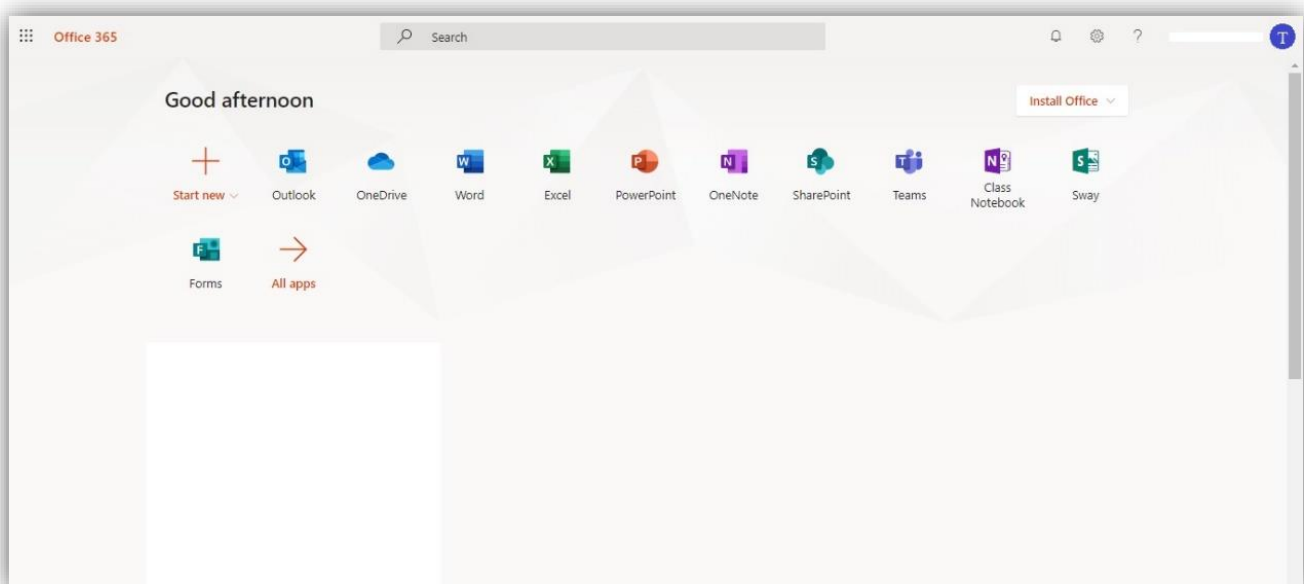 Office 365 Search ? T
Good afternoon Install Office
Start new Outlook OneDrive Word Excel PowerPoint OneNote SharePoint Teams Class Notebook Sway
Forms All apps